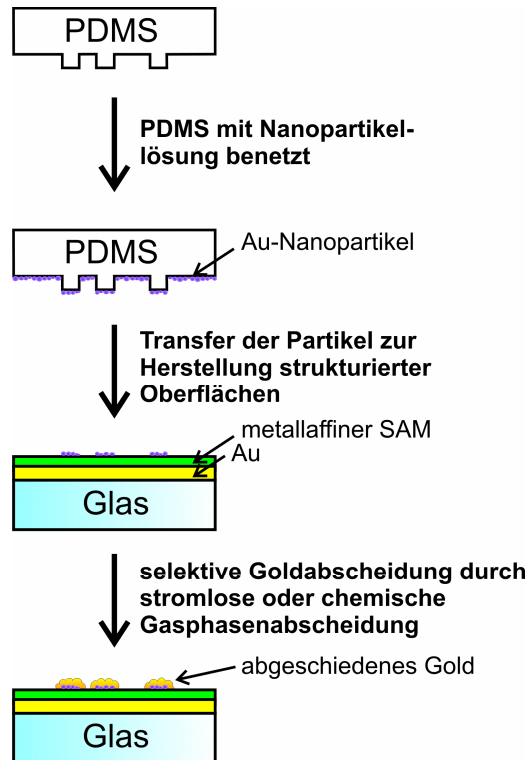 PDMS
PDMS mit Nanopartikel-
lösung benetzt
PDMS
Au-Nanopartikel
Transfer der Partikel zur
Herstellung strukturierter
Oberflächen
metallaffiner SAM
Au
Glas
selektive Goldabscheidung durch
stromlose oder chemische
Gasphasenabscheidung
abgeschiedenes Gold
Glas